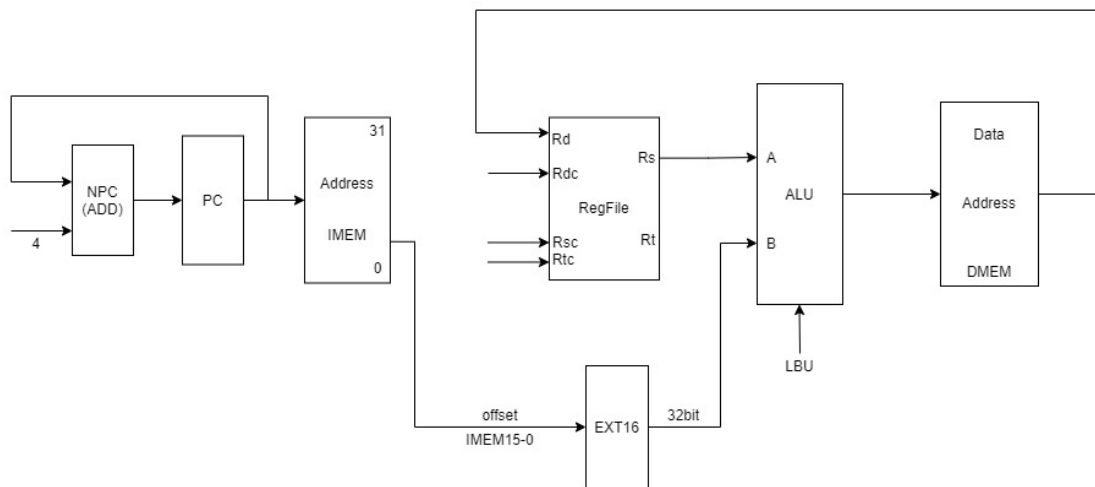 NPC
(ADD)
4
PC
31
Address
IMEM
0
Rd
Rdc
Rs
RegFile
Rt
Rsc
Rtc
A
ALU
B
LBU
Data
Address
DMEM
offset
IMEM15-0
EXT16
32bit